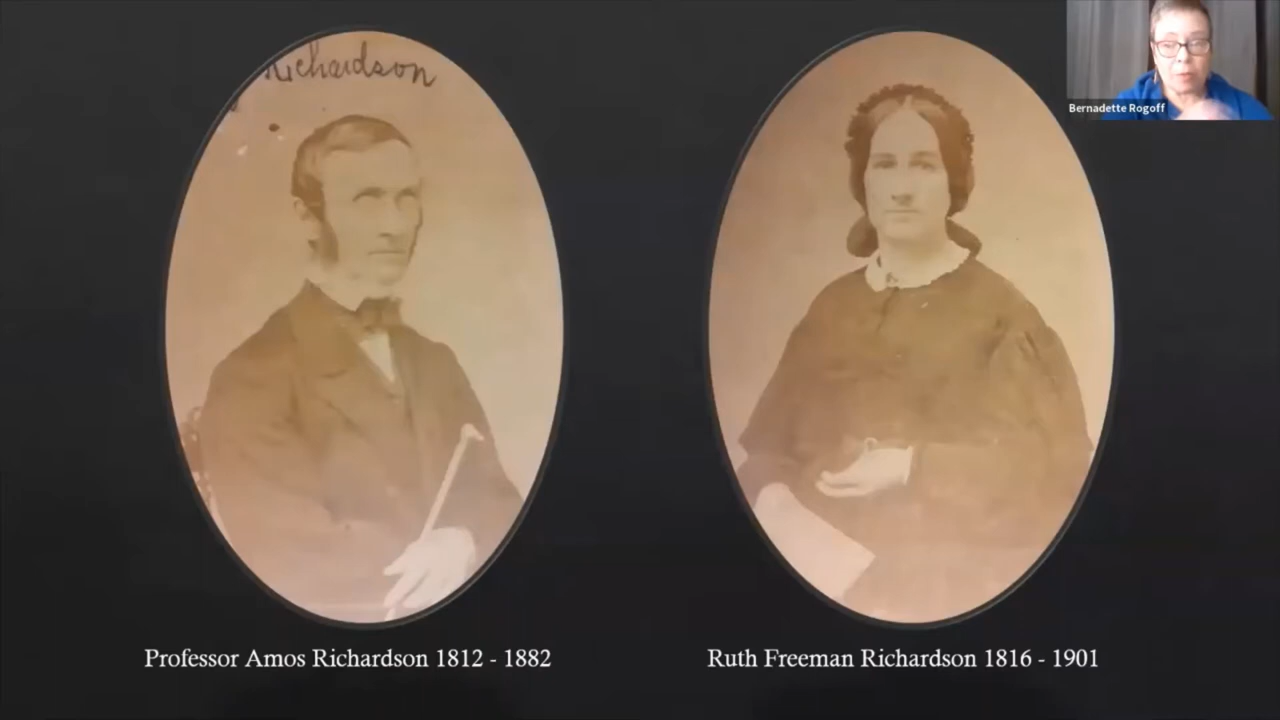 Richardson
Bernadette Rogoff
Professor Amos Richardson 1812 - 1882
Ruth Freeman Richardson 1816 - 1901